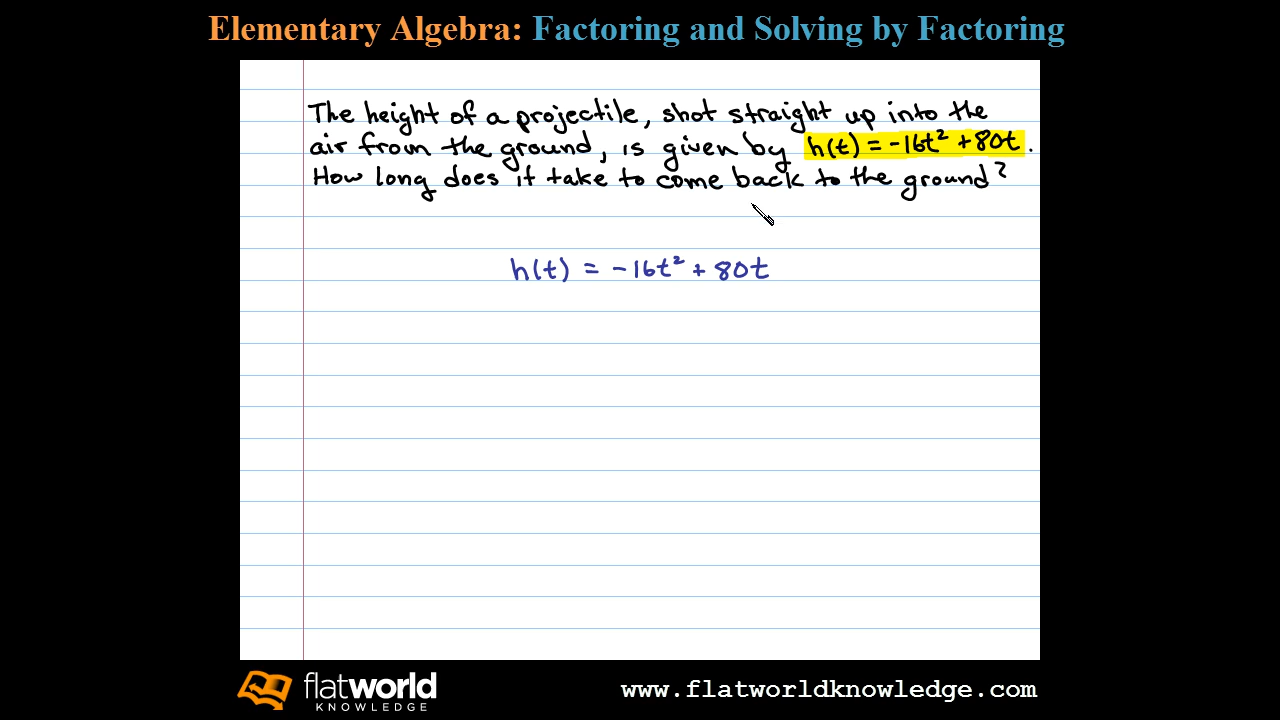 Elementary Algebra: Factoring and Solving by Factoring
The height of a projectile, shot straight up into the
air from the ground, is given by h(t) = -16t² + 80t.
How long does it take to come back to the ground?
h(t) = -16t² + 80t
flatworld
KNOWLEDGE
www.flatworldknowledge.com